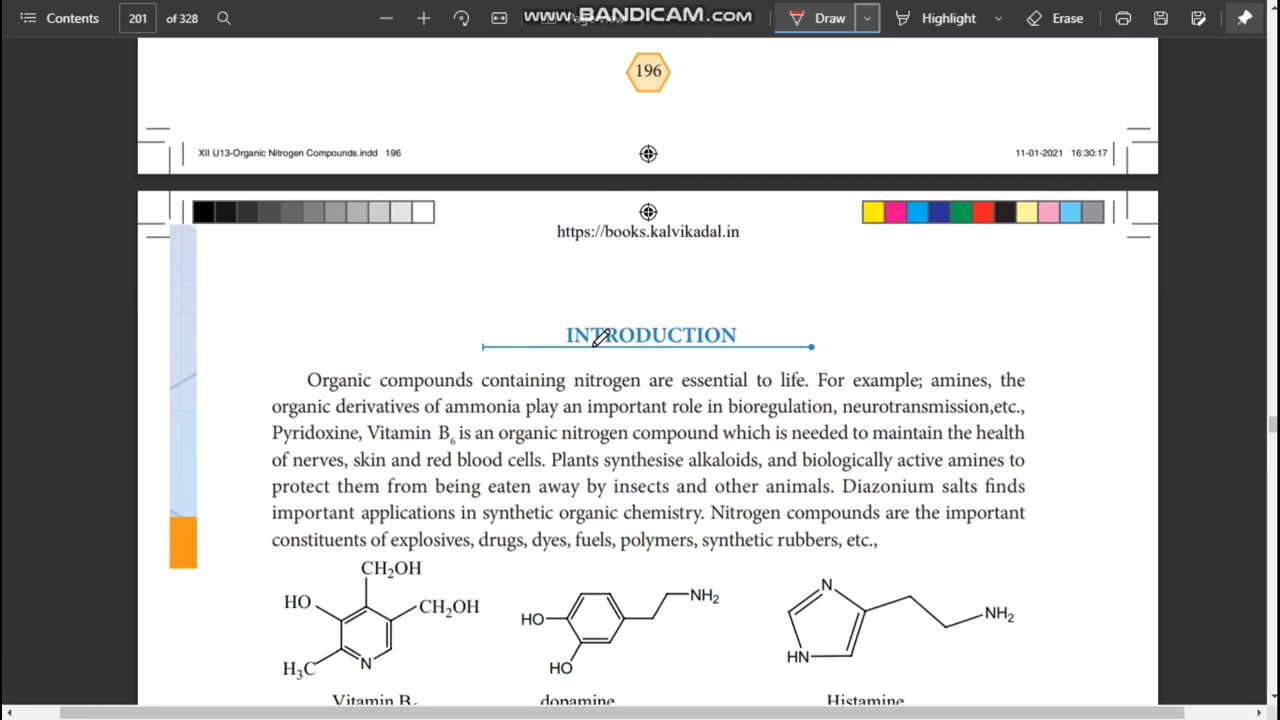 Contents 201 of 328 Draw Highlight Erase
www.BANDICAM.com
196
XII U13-Organic Nitrogen Compounds.indd 196 11-01-2021 16:30:17
https://books.kalvikadal.in
INTRODUCTION
Organic compounds containing nitrogen are essential to life. For example; amines, the
organic derivatives of ammonia play an important role in bioregulation, neurotransmission,etc.,
Pyridoxine, Vitamin B₆ is an organic nitrogen compound which is needed to maintain the health
of nerves, skin and red blood cells. Plants synthesise alkaloids, and biologically active amines to
protect them from being eaten away by insects and other animals. Diazonium salts finds
important applications in synthetic organic chemistry. Nitrogen compounds are the important
constituents of explosives, drugs, dyes, fuels, polymers, synthetic rubbers, etc.,
CH₂OH
HO
CH₂OH
H₃C
N
HO
NH₂
HO
N
NH₂
HN
Vitamin B₆ dopamine Histamine